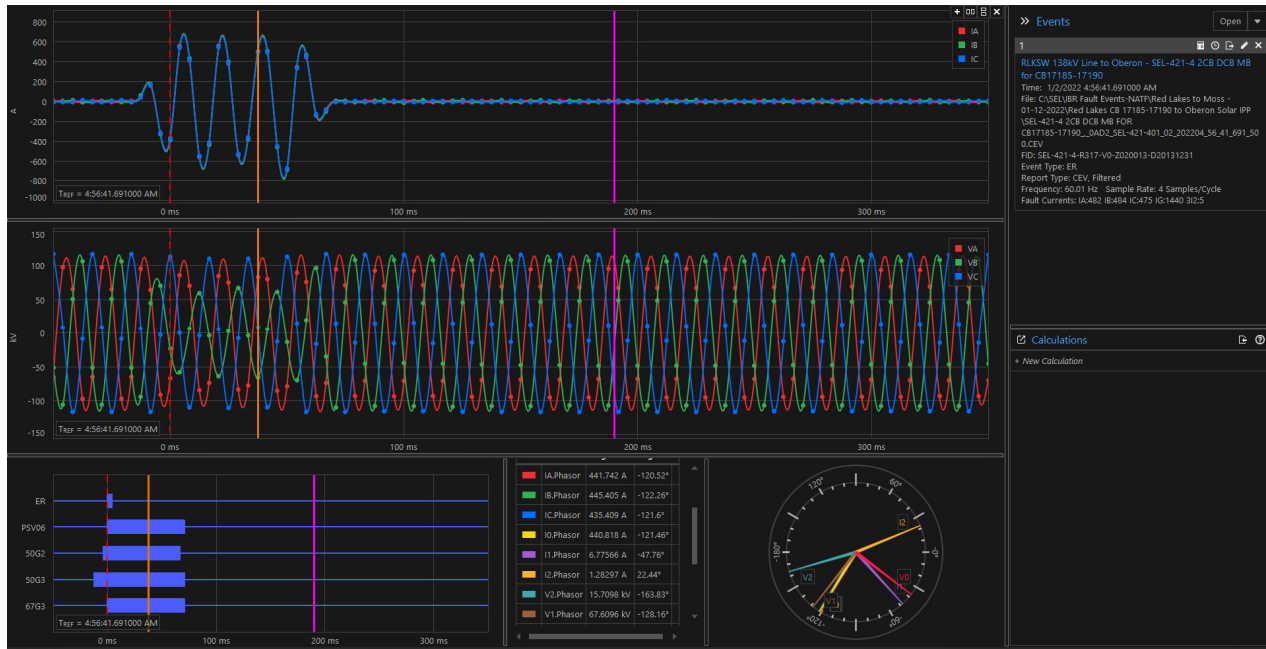 800
600
400
200
0
-200
-400
-600
-800
-1000
A
IA
IB
IC
TREF = 4:56:41.691000 AM
0 ms
100 ms
200 ms
300 ms
150
100
50
0
-50
-100
-150
kV
VA
VB
VC
TREF = 4:56:41.691000 AM
0 ms
100 ms
200 ms
300 ms
ER
PSV06
50G2
50G3
67G3
TREF = 4:56:41.691000 AM
0 ms
100 ms
200 ms
300 ms
IA.Phasor 441.742 A -120.52°
IB.Phasor 445.405 A -122.26°
IC.Phasor 435.409 A -121.6°
I0.Phasor 440.818 A -121.46°
I1.Phasor 6.77566 A -47.76°
I2.Phasor 1.28297 A 22.44°
V2.Phasor 15.7098 kV -163.83°
V1.Phasor 67.6096 kV -128.16°
120°
60°
-180°
-0°
-120°
-60°
I2
V2
V0
I1
V1
Events
Open
1
RLKSW 138kV Line to Oberon - SEL-421-4 2CB DCB MB
for CB17185-17190
Time: 1/2/2022 4:56:41.691000 AM
File: C:\SEL\BR Fault Events-NATF\Red Lakes to Moss -
01-12-2022\Red Lakes CB 17185-17190 to Oberon Solar IPP
\SEL-421-4 2CB DCB MB FOR
CB17185-17190__0AD2_SEL-421-401_02_202204_56_41_691_50
0.CEV
FID: SEL-421-4-R317-V0-Z020013-D20131231
Event Type: ER
Report Type: CEV, Filtered
Frequency: 60.01 Hz Sample Rate: 4 Samples/Cycle
Fault Currents: IA:482 IB:484 IC:475 IG:1440 3I2:5
Calculations
+ New Calculation